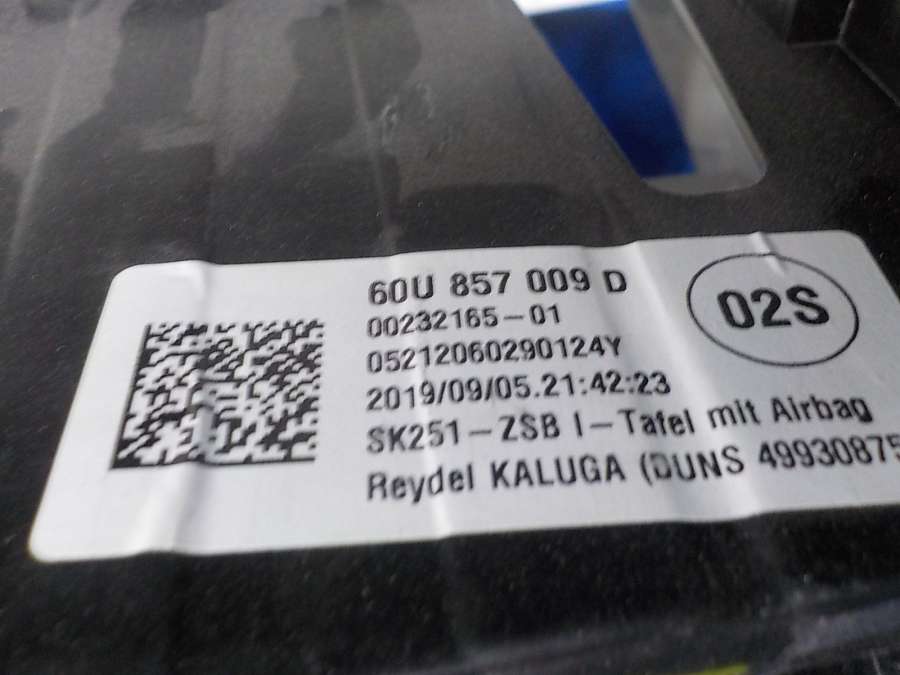 60U 857 009 D
02S
00232165-01
05212060290124Y
2019/09/05.21:42:23
SK251-ZSB I-Tafel mit Airbag
Reydel KALUGA (DUNS 49930875